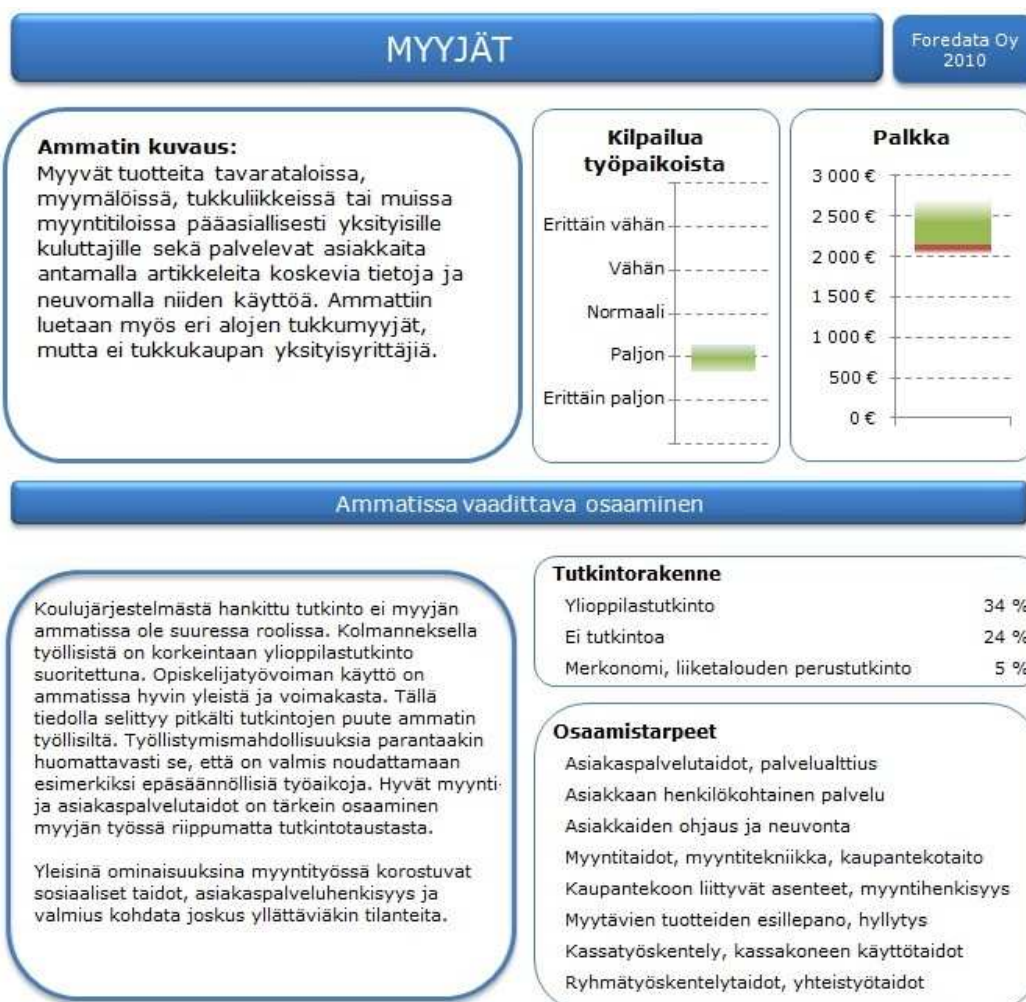 MYYJÄT
Foredata Oy
2010
Ammatin kuvaus:
Myyvät tuotteita tavarataloissa,
myymälöissä, tukkuliikkeissä tai muissa
myyntitiloissa pääasiallisesti yksityisille
kuluttajille sekä palvelevat asiakkaita
antamalla artikkeleita koskevia tietoja ja
neuvomalla niiden käyttöä. Ammattiin
luetaan myös eri alojen tukkumyyjät,
mutta ei tukkukaupan yksityisyrittäjiä.
Kilpailua
työpaikoista
Erittäin vähän
Vähän
Normaali
Paljon
Erittäin paljon
Palkka
3 000 €
2 500 €
2 000 €
1 500 €
1 000 €
500 €
0 €
Ammatissa vaadittava osaaminen
Koulujärjestelmästä hankittu tutkinto ei myyjän
ammatissa ole suuressa roolissa. Kolmanneksella
työllisistä on korkeintaan ylioppilastutkinto
suoritettuna. Opiskelijatyövoiman käyttö on
ammatissa hyvin yleistä ja voimakasta. Tällä
tiedolla selittyy pitkälti tutkintojen puute ammatin
työllisiltä. Työllistymismahdollisuuksia parantaakin
huomattavasti se, että on valmis noudattamaan
esimerkiksi epäsäännöllisiä työaikoja. Hyvät myynti-
ja asiakaspalvelutaidot on tärkein osaaminen
myyjän työssä riippumatta tutkintotaustasta.
Yleisinä ominaisuuksina myyntityössä korostuvat
sosiaaliset taidot, asiakaspalveluhenkisyys ja
valmius kohdata joskus yllättäviäkin tilanteita.
Tutkintorakenne
Ylioppilastutkinto 34 %
Ei tutkintoa 24 %
Merkonomi, liiketalouden perustutkinto 5 %
Osaamistarpeet
Asiakaspalvelutaidot, palvelualttius
Asiakkaan henkilökohtainen palvelu
Asiakkaiden ohjaus ja neuvonta
Myyntitaidot, myyntitekniikka, kaupantekotaito
Kaupantekoon liittyvät asenteet, myyntihenkisyys
Myytävien tuotteiden esillepano, hyllytys
Kassatyöskentely, kassakoneen käyttötaidot
Ryhmätyöskentelytaidot, yhteistyötaidot